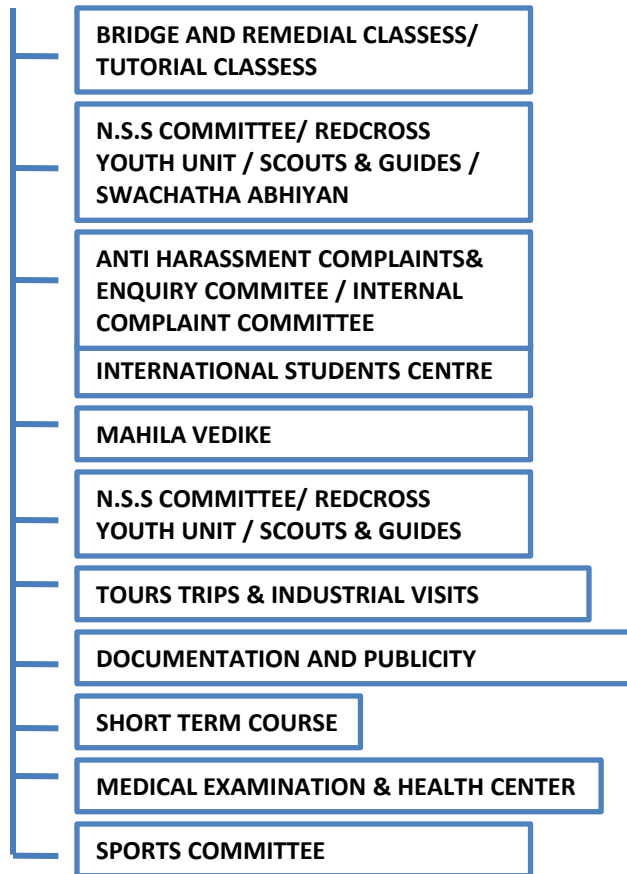 BRIDGE AND REMEDIAL CLASSESS/
TUTORIAL CLASSESS
N.S.S COMMITTEE/ REDCROSS
YOUTH UNIT / SCOUTS & GUIDES /
SWACHATHA ABHIYAN
ANTI HARASSMENT COMPLAINTS&
ENQUIRY COMMITEE / INTERNAL
COMPLAINT COMMITTEE
INTERNATIONAL STUDENTS CENTRE
MAHILA VEDIKE
N.S.S COMMITTEE/ REDCROSS
YOUTH UNIT / SCOUTS & GUIDES
TOURS TRIPS & INDUSTRIAL VISITS
DOCUMENTATION AND PUBLICITY
SHORT TERM COURSE
MEDICAL EXAMINATION & HEALTH CENTER
SPORTS COMMITTEE